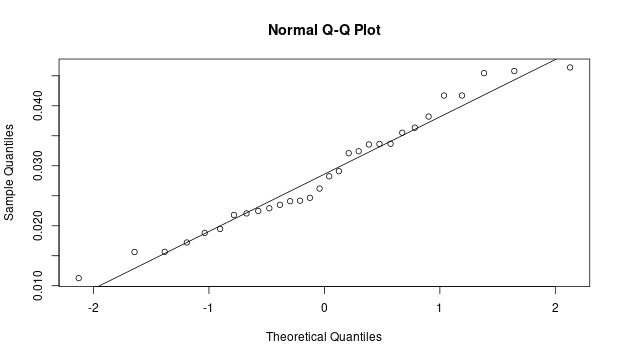 Normal Q-Q Plot
Sample Quantiles
0.040
0.030
0.020
0.010
-2 -1 0 1 2
Theoretical Quantiles